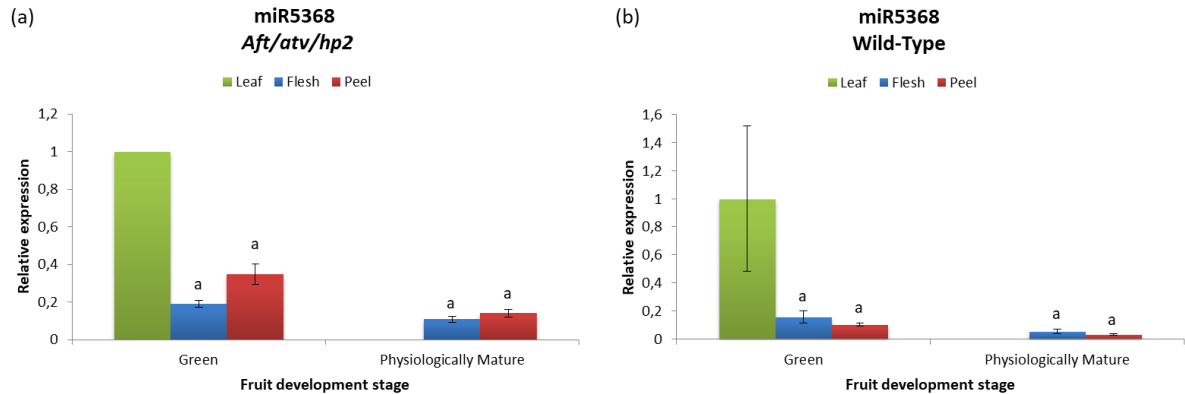 (a)
miR5368
Aft/atv/hp2
Leaf Flesh Peel
1,2
1
0,8
0,6
0,4
0,2
0
Relative expression
a
a
a
a
Green Physiologically Mature
Fruit development stage
(b)
miR5368
Wild-Type
Leaf Flesh Peel
1,6
1,4
1,2
1
0,8
0,6
0,4
0,2
0
Relative expression
a
a
a
a
Green Physiologically Mature
Fruit development stage